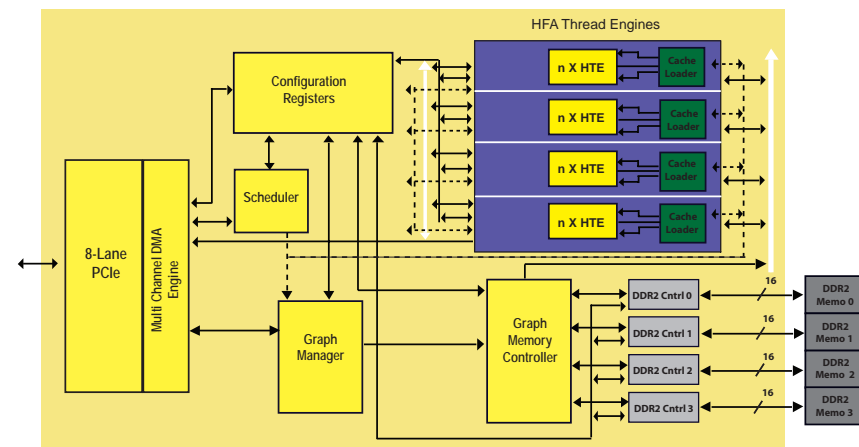 HFA Thread Engines
Configuration
Registers
n X HTE
Cache
Loader
n X HTE
Cache
Loader
n X HTE
Cache
Loader
n X HTE
Cache
Loader
Scheduler
8-Lane
PCIe
Multi Channel DMA
Engine
Graph
Manager
Graph
Memory
Controller
DDR2 Cntrl 0
16
DDR2
Memo 0
DDR2 Cntrl 1
16
DDR2
Memo 1
DDR2 Cntrl 2
16
DDR2
Memo 2
DDR2 Cntrl 3
16
DDR2
Memo 3